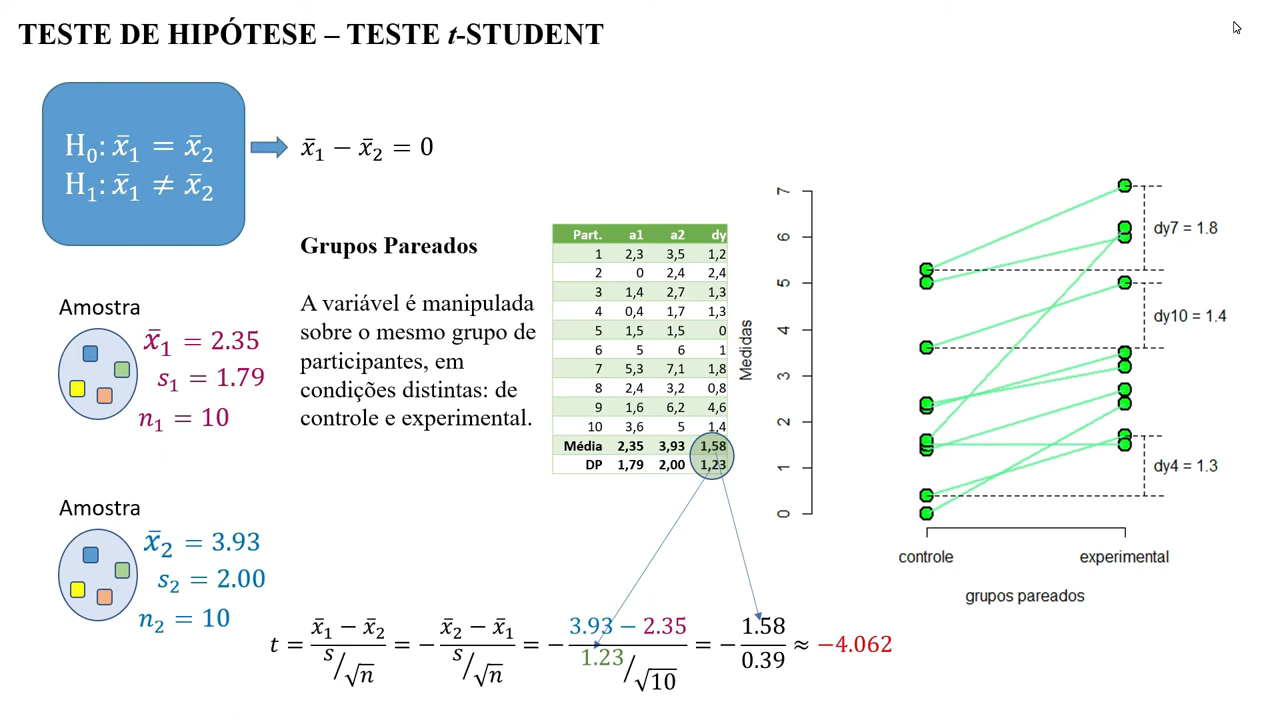 TESTE DE HIPÓTESE – TESTE t-STUDENT
H₀: x̄₁ = x̄₂
H₁: x̄₁ ≠ x̄₂
x̄₁ − x̄₂ = 0
Grupos Pareados
A variável é manipulada
sobre o mesmo grupo de
participantes, em
condições distintas: de
controle e experimental.
Amostra
x̄₁ = 2.35
s₁ = 1.79
n₁ = 10
Amostra
x̄₂ = 3.93
s₂ = 2.00
n₂ = 10
Part. a1 a2 dy
1 2,3 3,5 1,2
2 0 2,4 2,4
3 1,4 2,7 1,3
4 0,4 1,7 1,3
5 1,5 1,5 0
6 5 6 1
7 5,3 7,1 1,8
8 2,4 3,2 0,8
9 1,6 6,2 4,6
10 3,6 5 1,4
Média 2,35 3,93 1,58
DP 1,79 2,00 1,23
Medidas
7
6
5
4
3
2
1
0
dy7 = 1.8
dy10 = 1.4
dy4 = 1.3
controle experimental
grupos pareados
t = (x̄₁ − x̄₂)/(s/√n) = −(x̄₂ − x̄₁)/(s/√n) = −(3.93 − 2.35)/(1.23/√10) = −1.58/0.39 ≈ −4.062